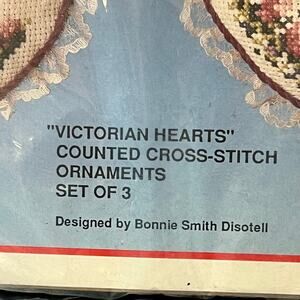 "VICTORIAN HEARTS"
COUNTED CROSS-STITCH
ORNAMENTS
SET OF 3
Designed by Bonnie Smith Disotell